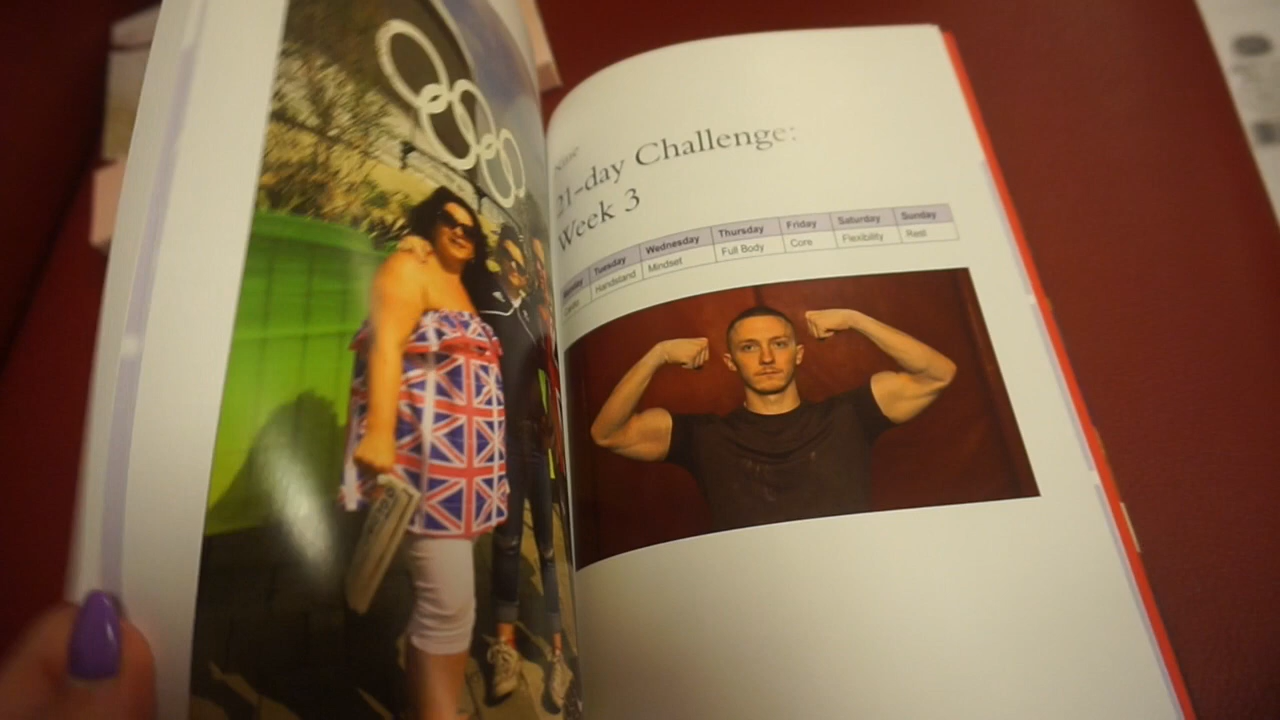 Nine
21-day Challenge:
Week 3
Monday Tuesday Wednesday Thursday Friday Saturday Sunday
Cardio Handstand Mindset Full Body Core Flexibility Rest